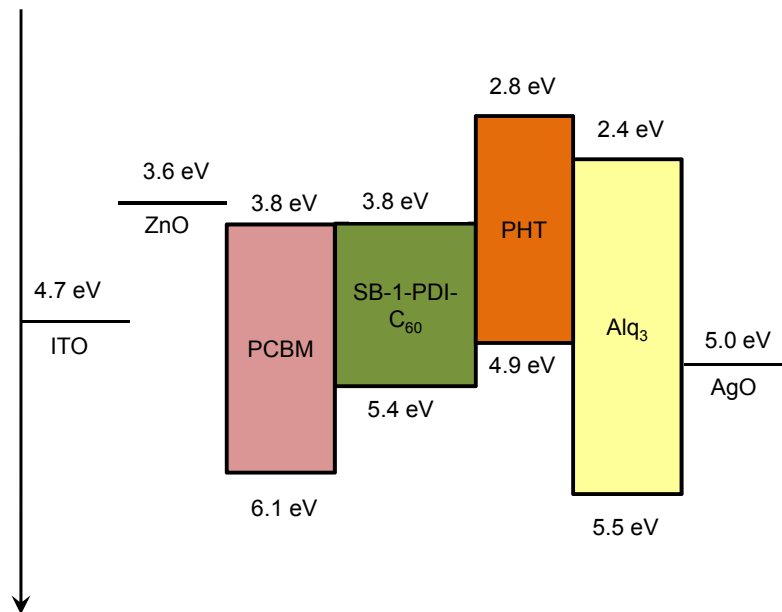 2.8 eV
2.4 eV
3.6 eV
ZnO
3.8 eV
3.8 eV
PHT
4.7 eV
ITO
SB-1-PDI-
C₆₀
PCBM
Alq₃
4.9 eV
5.0 eV
AgO
5.4 eV
6.1 eV
5.5 eV